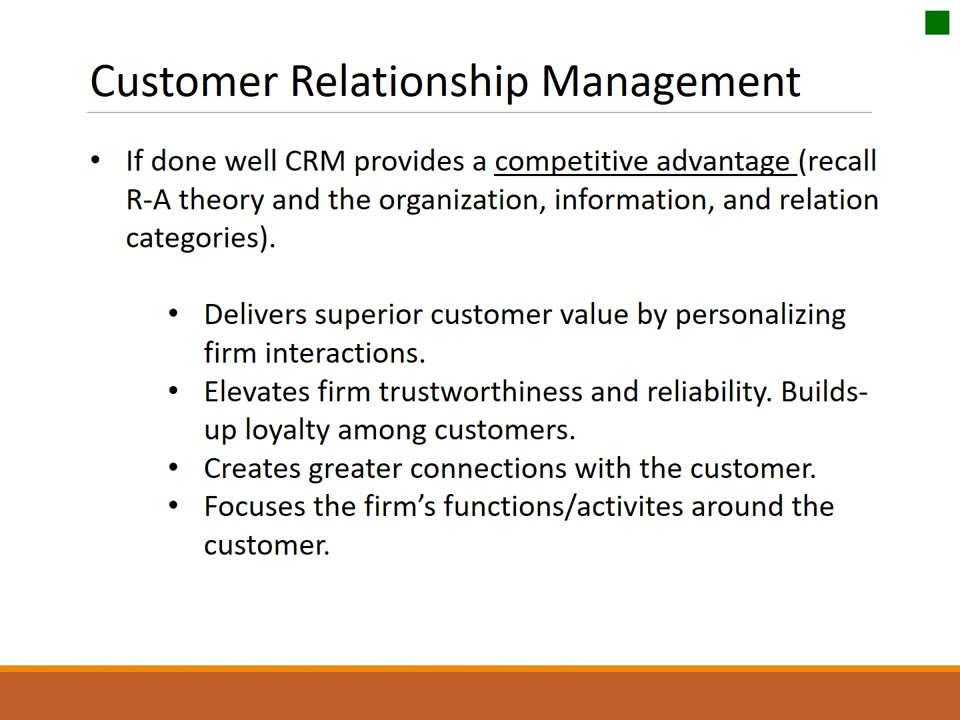 Customer Relationship Management
• If done well CRM provides a competitive advantage (recall
R-A theory and the organization, information, and relation
categories).
• Delivers superior customer value by personalizing
firm interactions.
• Elevates firm trustworthiness and reliability. Builds-
up loyalty among customers.
• Creates greater connections with the customer.
• Focuses the firm’s functions/activites around the
customer.